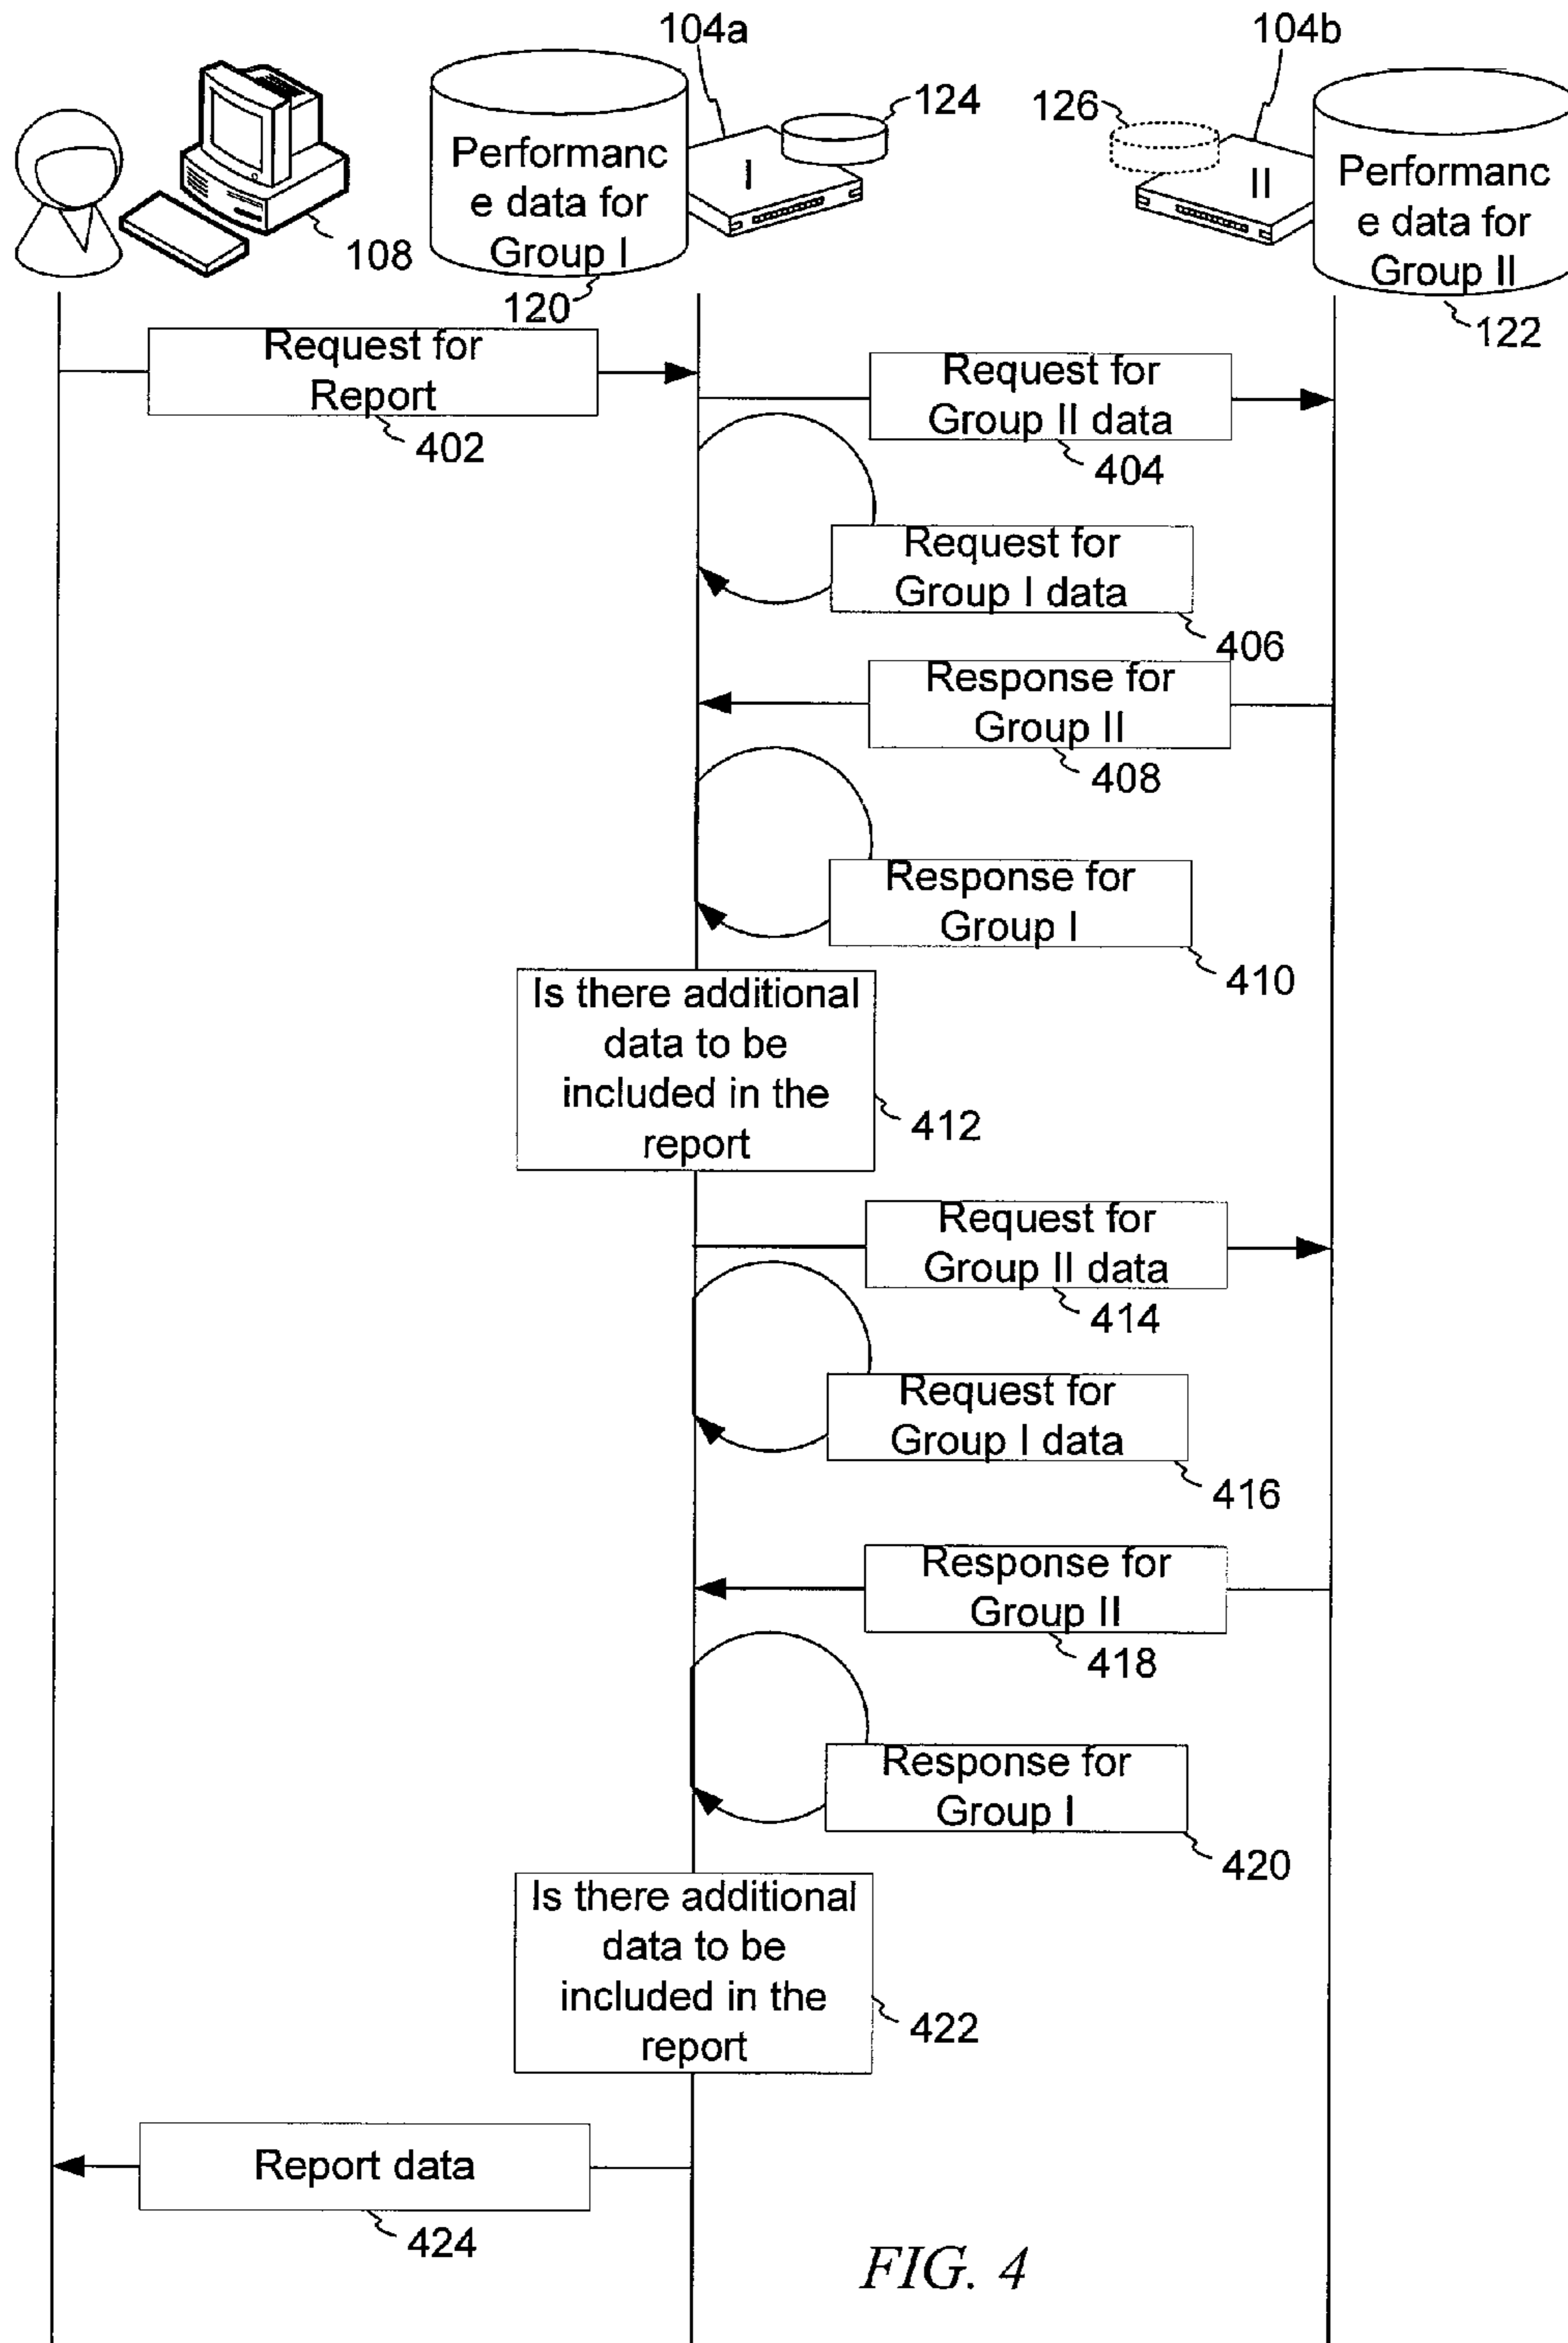 104a
104b
124
126
Performanc
e data for
Group I
I
II
Performanc
e data for
Group II
108
120
122
Request for
Report
402
Request for
Group II data
404
Request for
Group I data
406
Response for
Group II
408
Response for
Group I
410
Is there additional
data to be
included in the
report
412
Request for
Group II data
414
Request for
Group I data
416
Response for
Group II
418
Response for
Group I
420
Is there additional
data to be
included in the
report
422
Report data
424
FIG. 4